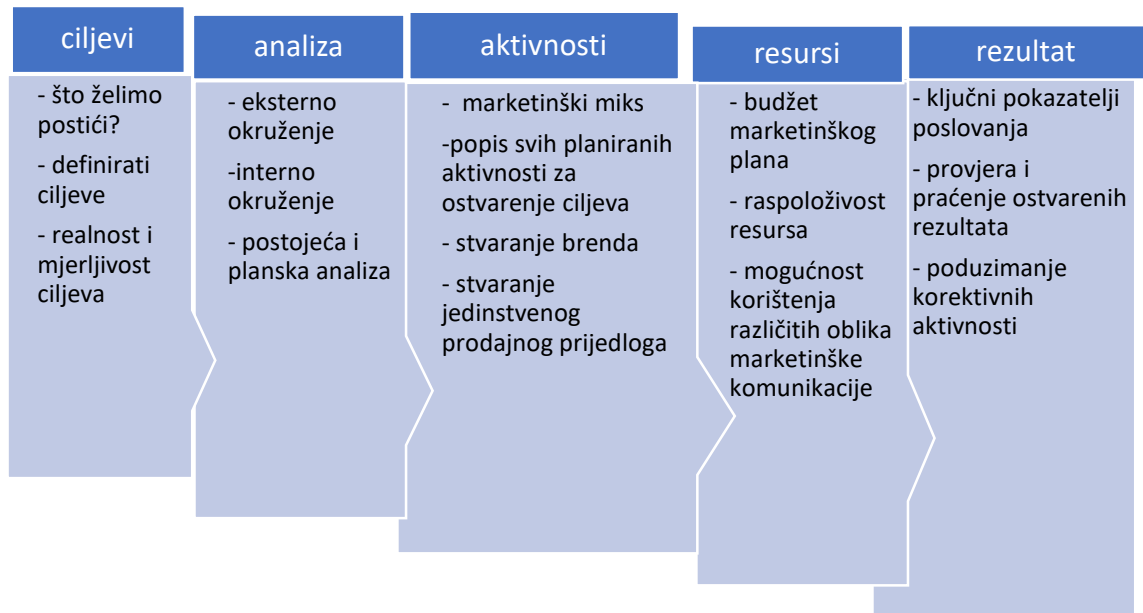 ciljevi
- što želimo
postići?
- definirati
ciljeve
- realnost i
mjerljivost
ciljeva
analiza
- eksterno
okruženje
-interno
okruženje
- postojeća i
planska analiza
aktivnosti
- marketinški miks
-popis svih planiranih
aktivnosti za
ostvarenje ciljeva
- stvaranje brenda
- stvaranje
jedinstvenog
prodajnog prijedloga
resursi
- budžet
marketinškog
plana
- raspoloživost
resursa
- mogućnost
korištenja
različitih oblika
marketinške
komunikacije
rezultat
- ključni pokazatelji
poslovanja
- provjera i
praćenje ostvarenih
rezultata
- poduzimanje
korektivnih
aktivnosti